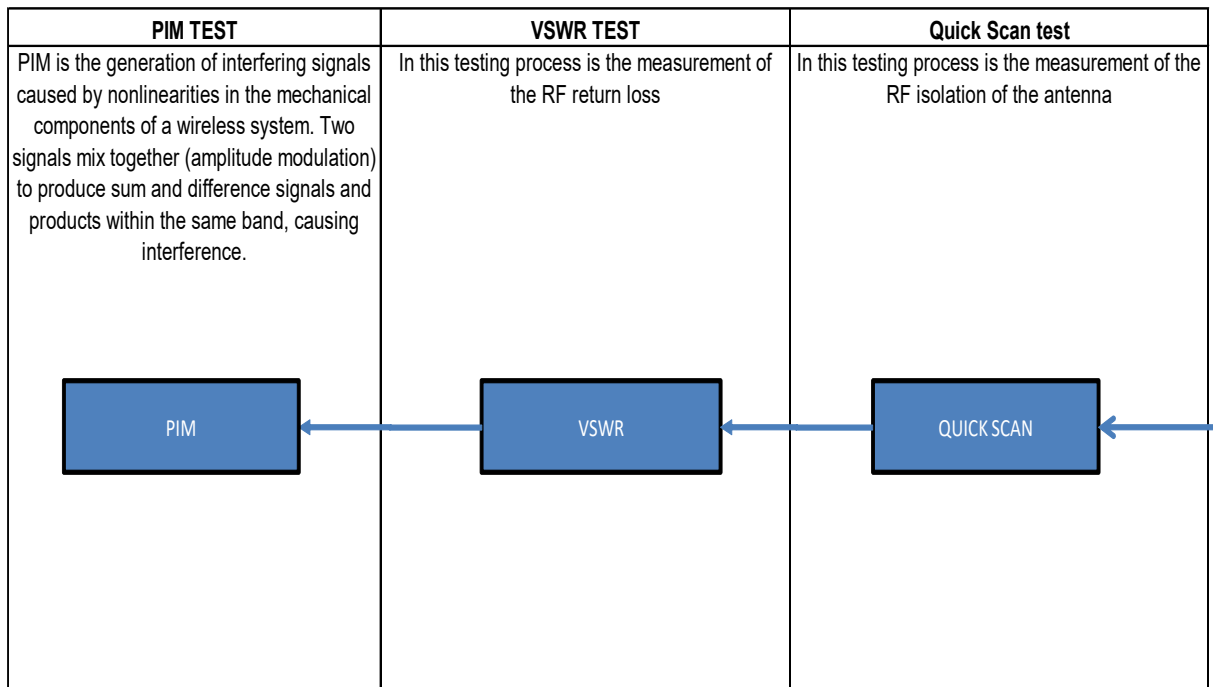 PIM TEST
VSWR TEST
Quick Scan test
PIM is the generation of interfering signals
caused by nonlinearities in the mechanical
components of a wireless system. Two
signals mix together (amplitude modulation)
to produce sum and difference signals and
products within the same band, causing
interference.
In this testing process is the measurement of
the RF return loss
In this testing process is the measurement of the
RF isolation of the antenna
PIM
VSWR
QUICK SCAN